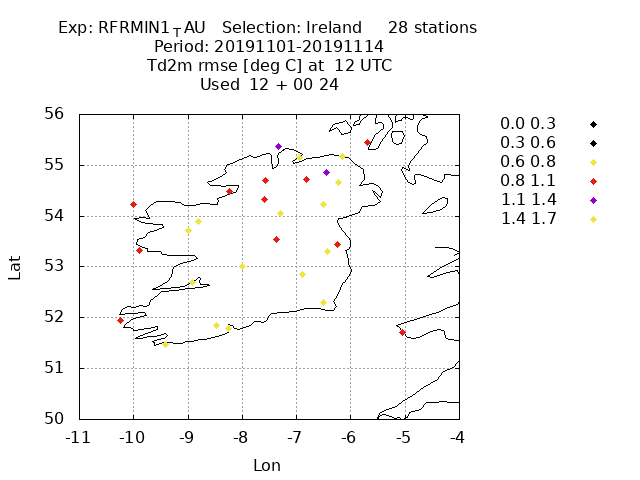 Exp: RFRMIN1TAU Selection: Ireland 28 stations
Period: 20191101-20191114
Td2m rmse [deg C] at 12 UTC
Used 12 + 00 24
56
55
54
53
52
51
50
-11 -10 -9 -8 -7 -6 -5 -4
Lat
Lon
0.0 0.3
0.3 0.6
0.6 0.8
0.8 1.1
1.1 1.4
1.4 1.7